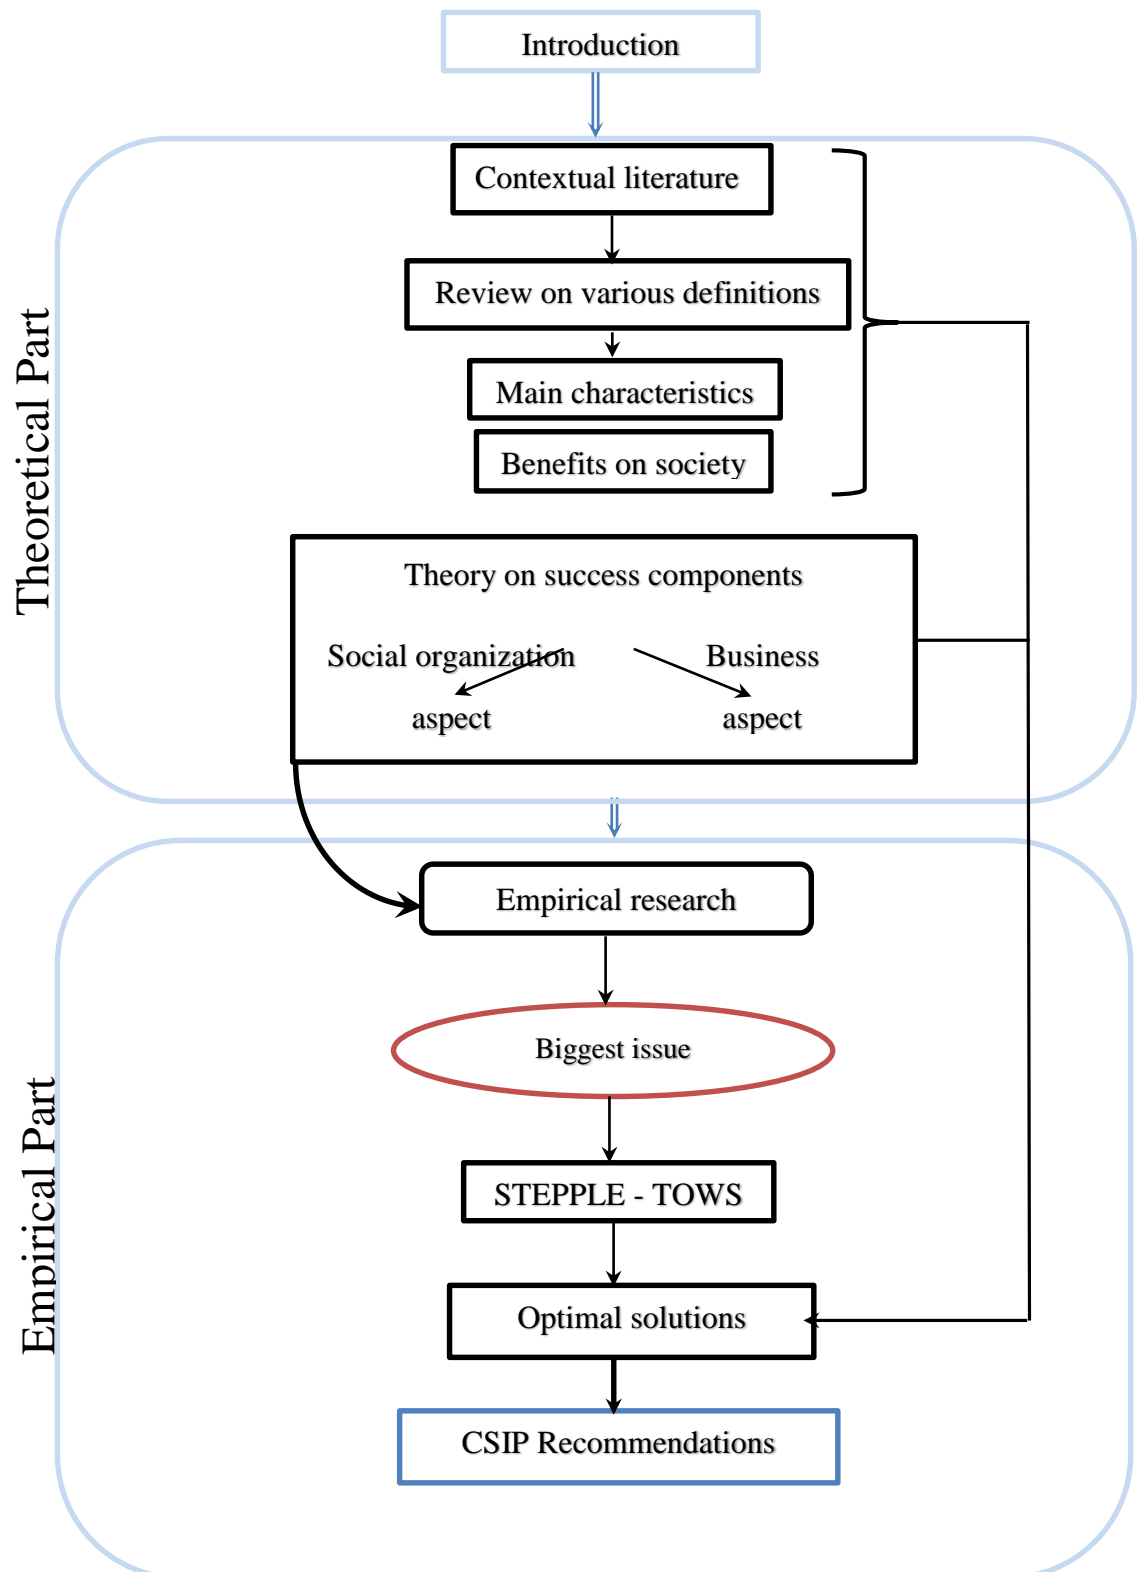 Introduction
Theoretical Part
Contextual literature
Review on various definitions
Main characteristics
Benefits on society
Theory on success components
Social organization
aspect
Business
aspect
Empirical Part
Empirical research
Biggest issue
STEPPLE - TOWS
Optimal solutions
CSIP Recommendations